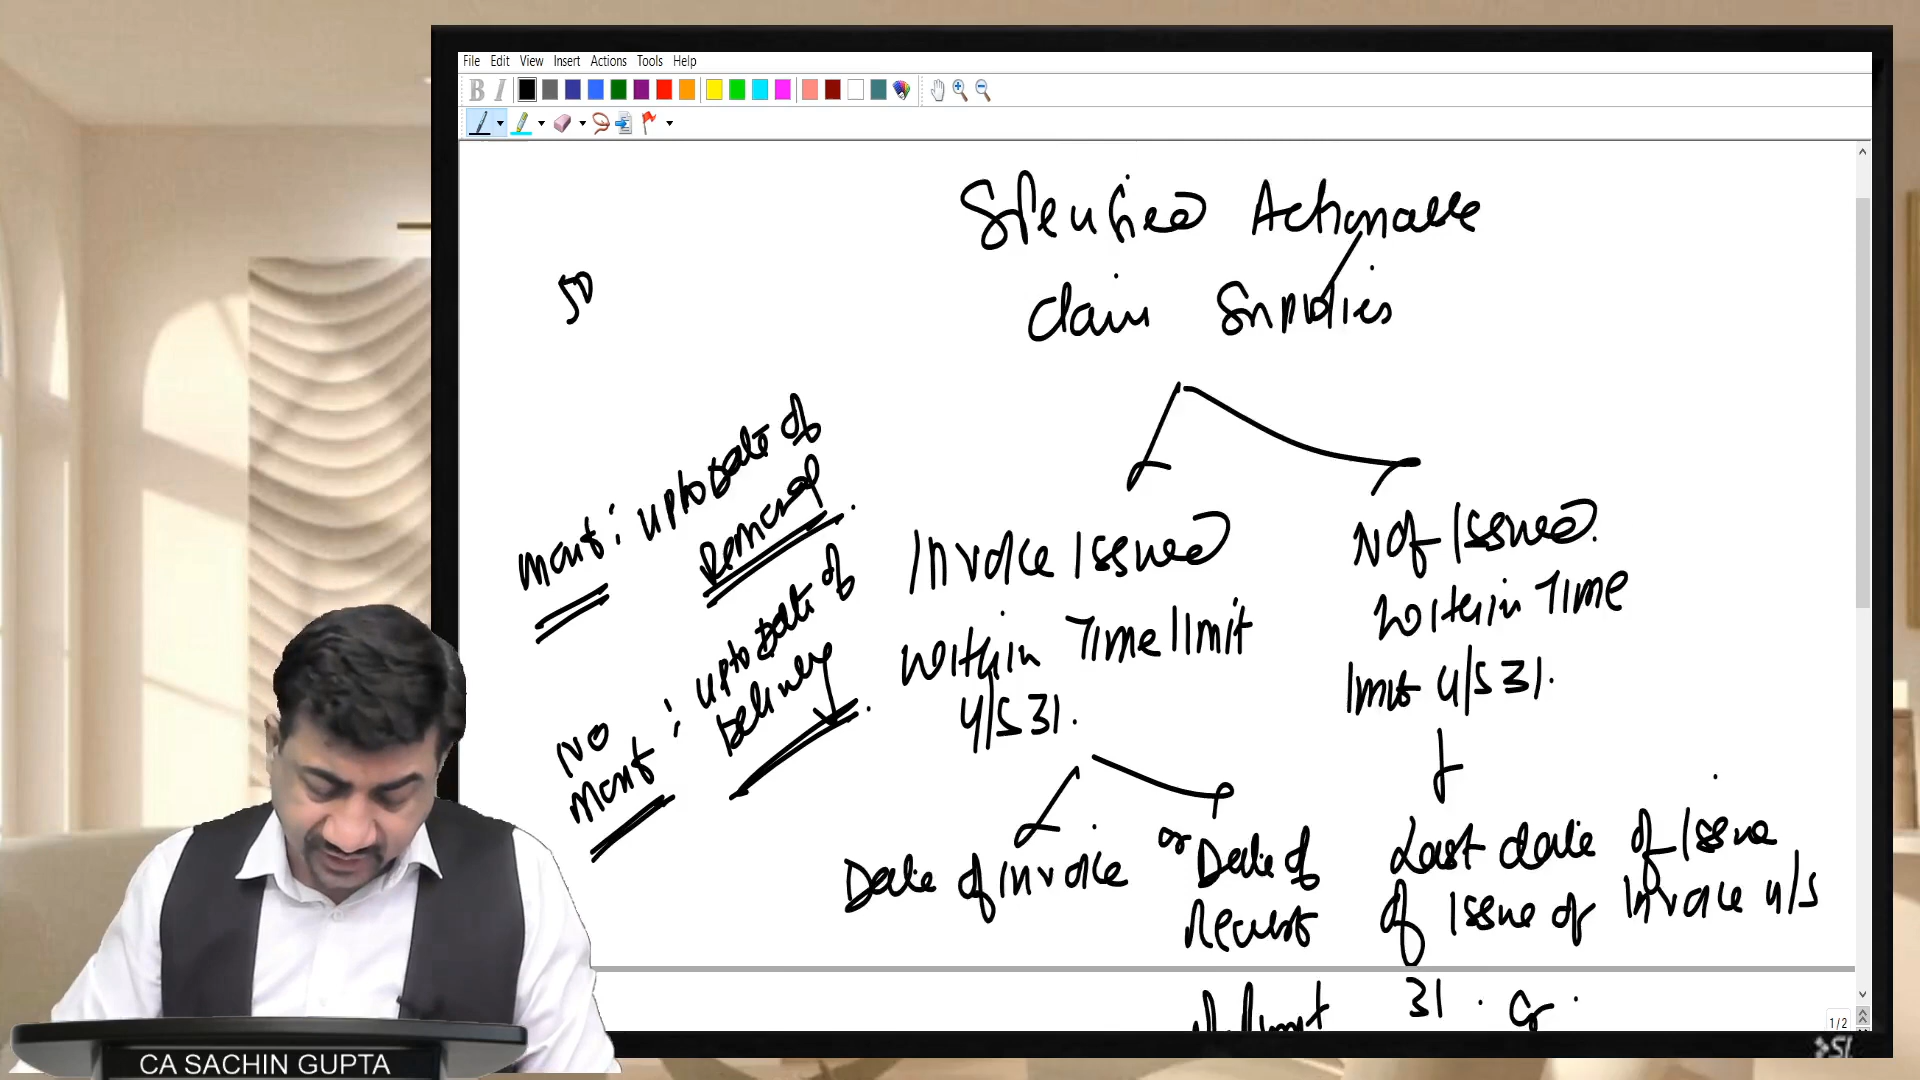 File Edit View Insert Actions Tools Help
B I
Specified Actionable
claim Supplies
50
Mont: upto date of
Removal
NO
Mont: upto date of
Delivery
Invoice Issued
within Time limit
u/s 31.
Not Issued.
within Time
limit u/s 31.
Date of invoice
or Date of
Receipt
Last date of Issue
of Issue of Invoice u/s
31. or
1/2
CA SACHIN GUPTA